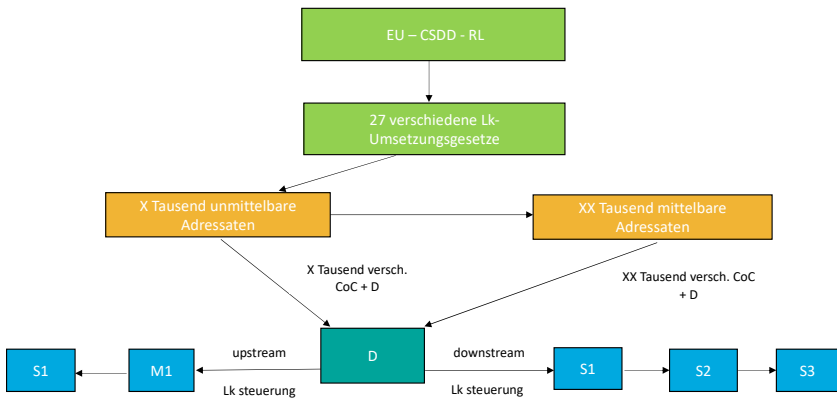 EU – CSDD - RL
27 verschiedene Lk-
Umsetzungsgesetze
X Tausend unmittelbare
Adressaten
XX Tausend mittelbare
Adressaten
X Tausend versch.
CoC + D
XX Tausend versch. CoC
+ D
S1
M1
upstream
Lk steuerung
D
downstream
Lk steuerung
S1
S2
S3